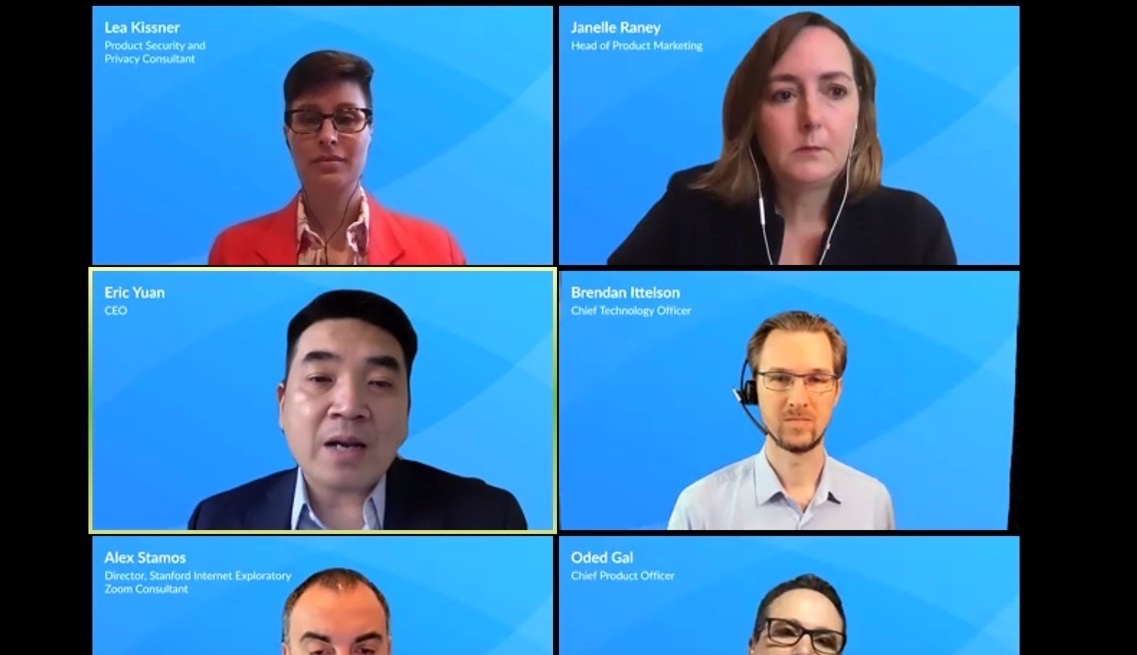 Lea Kissner
Product Security and
Privacy Consultant
Janelle Raney
Head of Product Marketing
Eric Yuan
CEO
Brendan Ittelson
Chief Technology Officer
Alex Stamos
Director, Stanford Internet Exploratory
Zoom Consultant
Oded Gal
Chief Product Officer